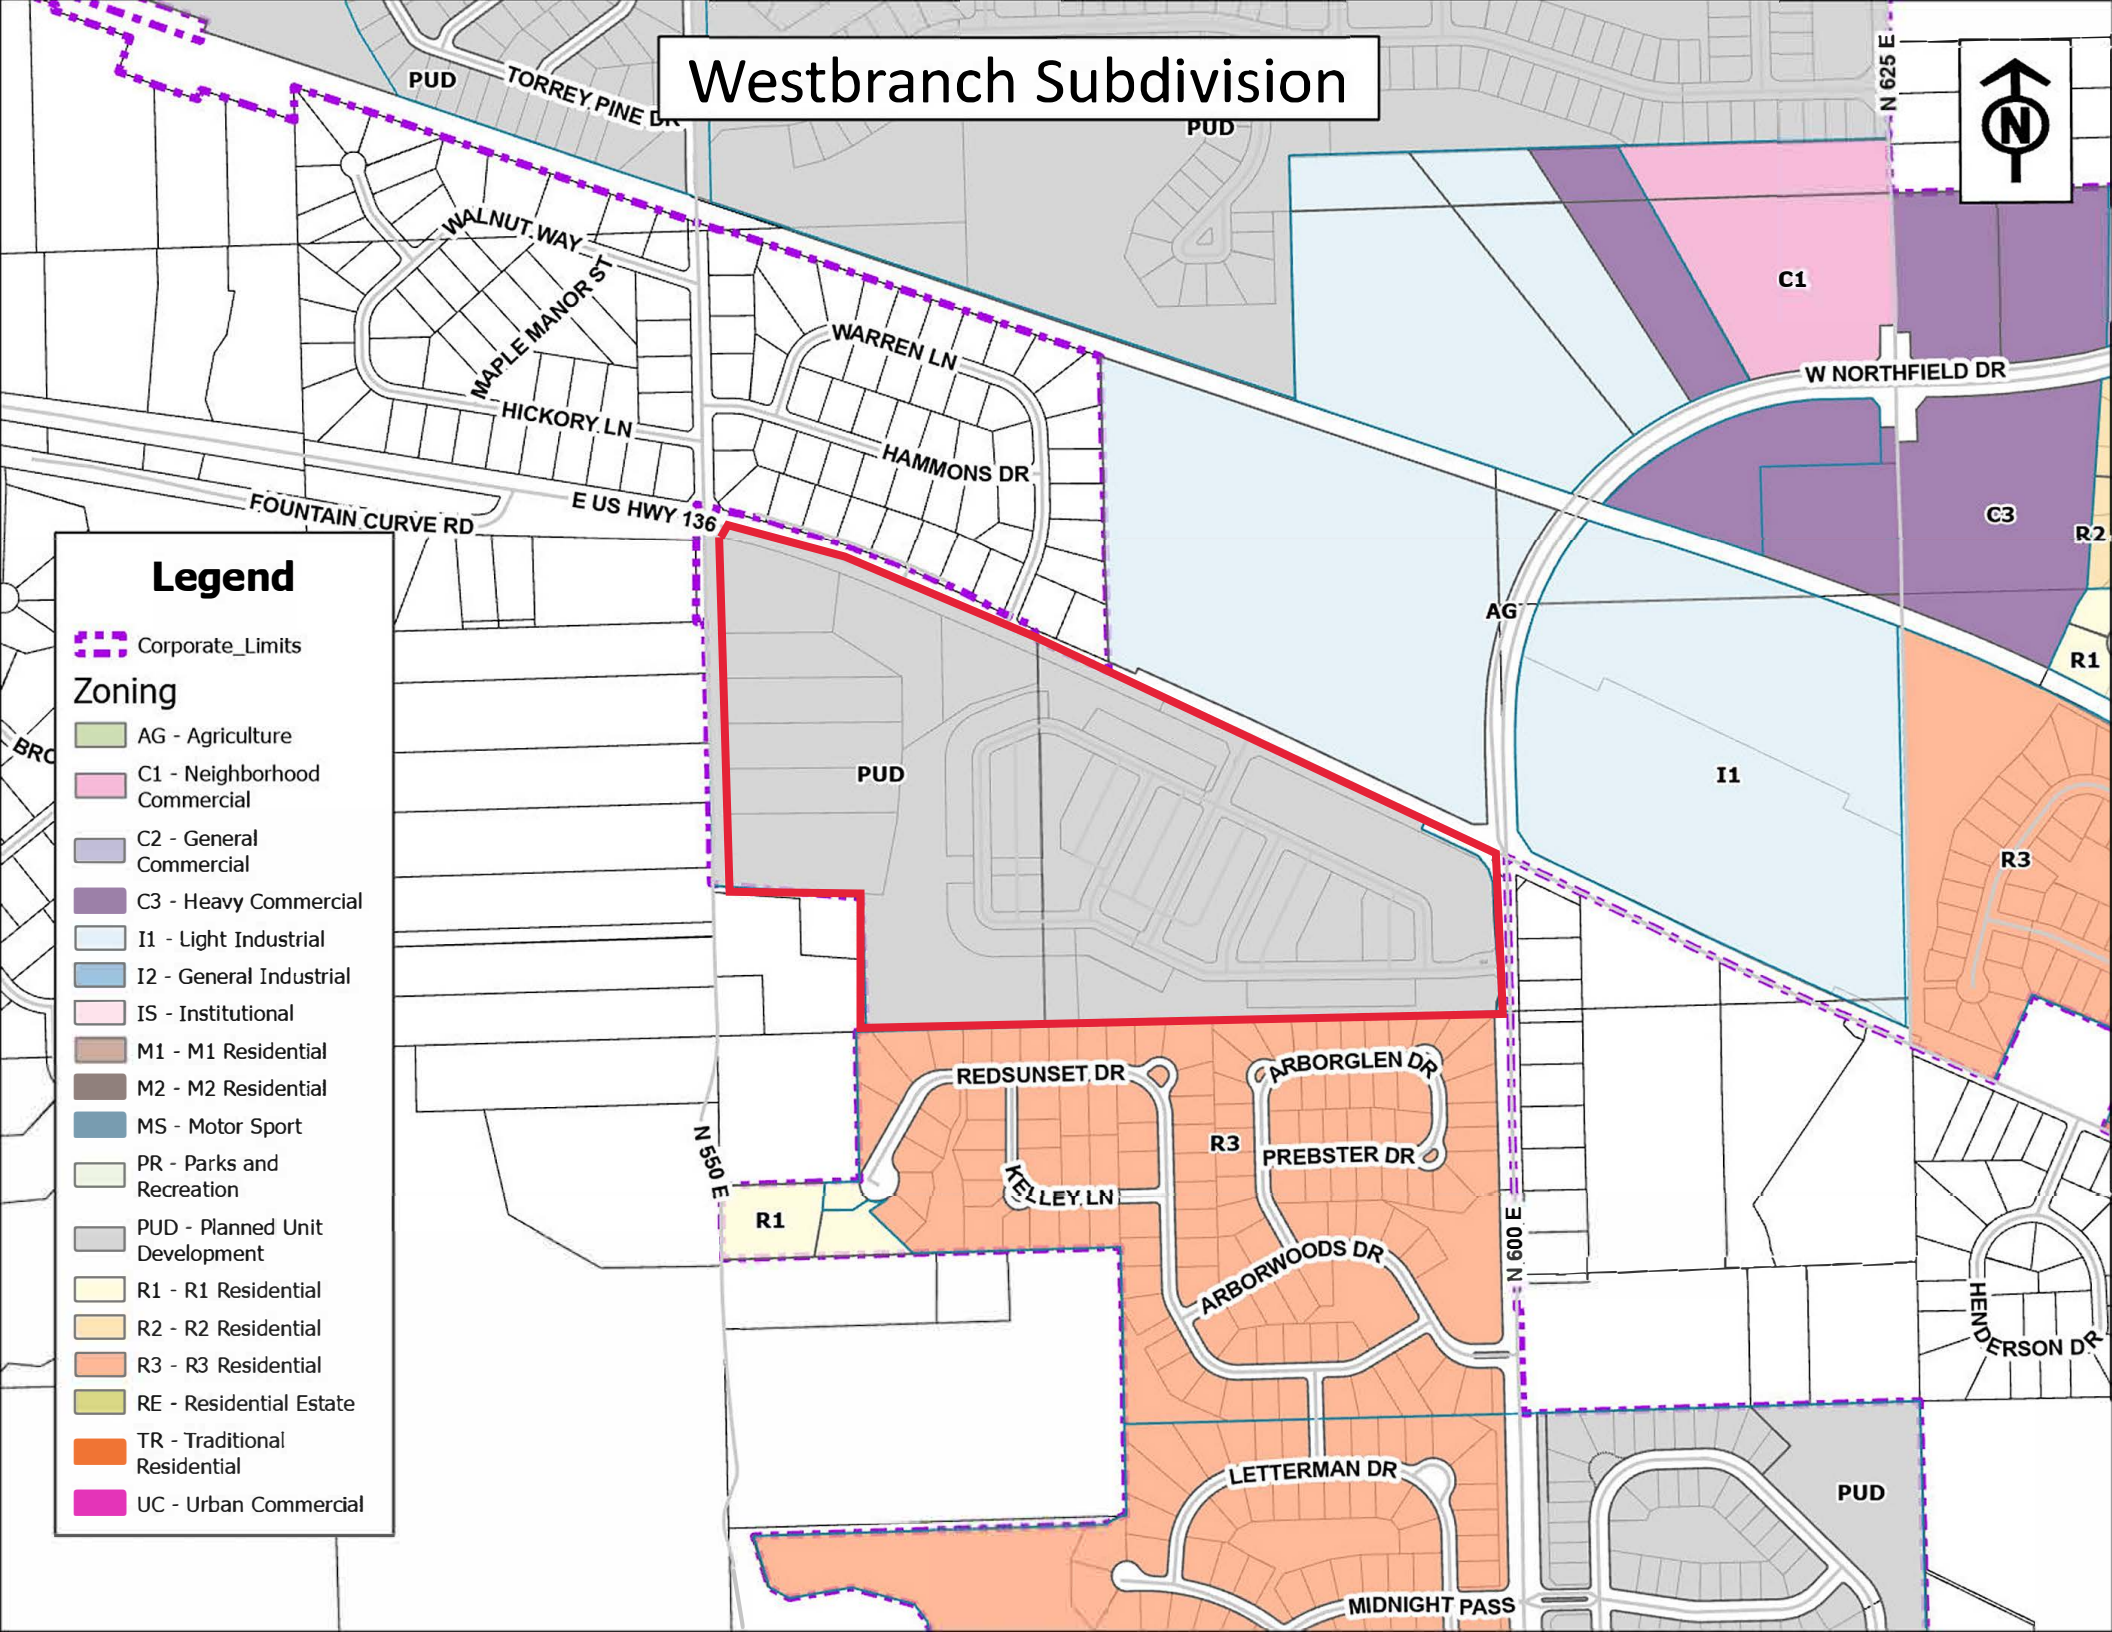 Westbranch Subdivision
N
N 625 E
PUD
TORREY PINE DR
PUD
WALNUT WAY
MAPLE MANOR ST
HICKORY LN
WARREN LN
HAMMONS DR
C1
W NORTHFIELD DR
C3
R2
R1
FOUNTAIN CURVE RD
E US HWY 136
AG
I1
R3
PUD
BRO
Legend
Corporate_Limits
Zoning
AG - Agriculture
C1 - Neighborhood
Commercial
C2 - General
Commercial
C3 - Heavy Commercial
I1 - Light Industrial
I2 - General Industrial
IS - Institutional
M1 - M1 Residential
M2 - M2 Residential
MS - Motor Sport
PR - Parks and
Recreation
PUD - Planned Unit
Development
R1 - R1 Residential
R2 - R2 Residential
R3 - R3 Residential
RE - Residential Estate
TR - Traditional
Residential
UC - Urban Commercial
REDSUNSET DR
ARBORGLEN DR
R3
PREBSTER DR
KELLEY LN
N 550 E
R1
ARBORWOODS DR
N 600 E
HENDERSON DR
LETTERMAN DR
PUD
MIDNIGHT PASS